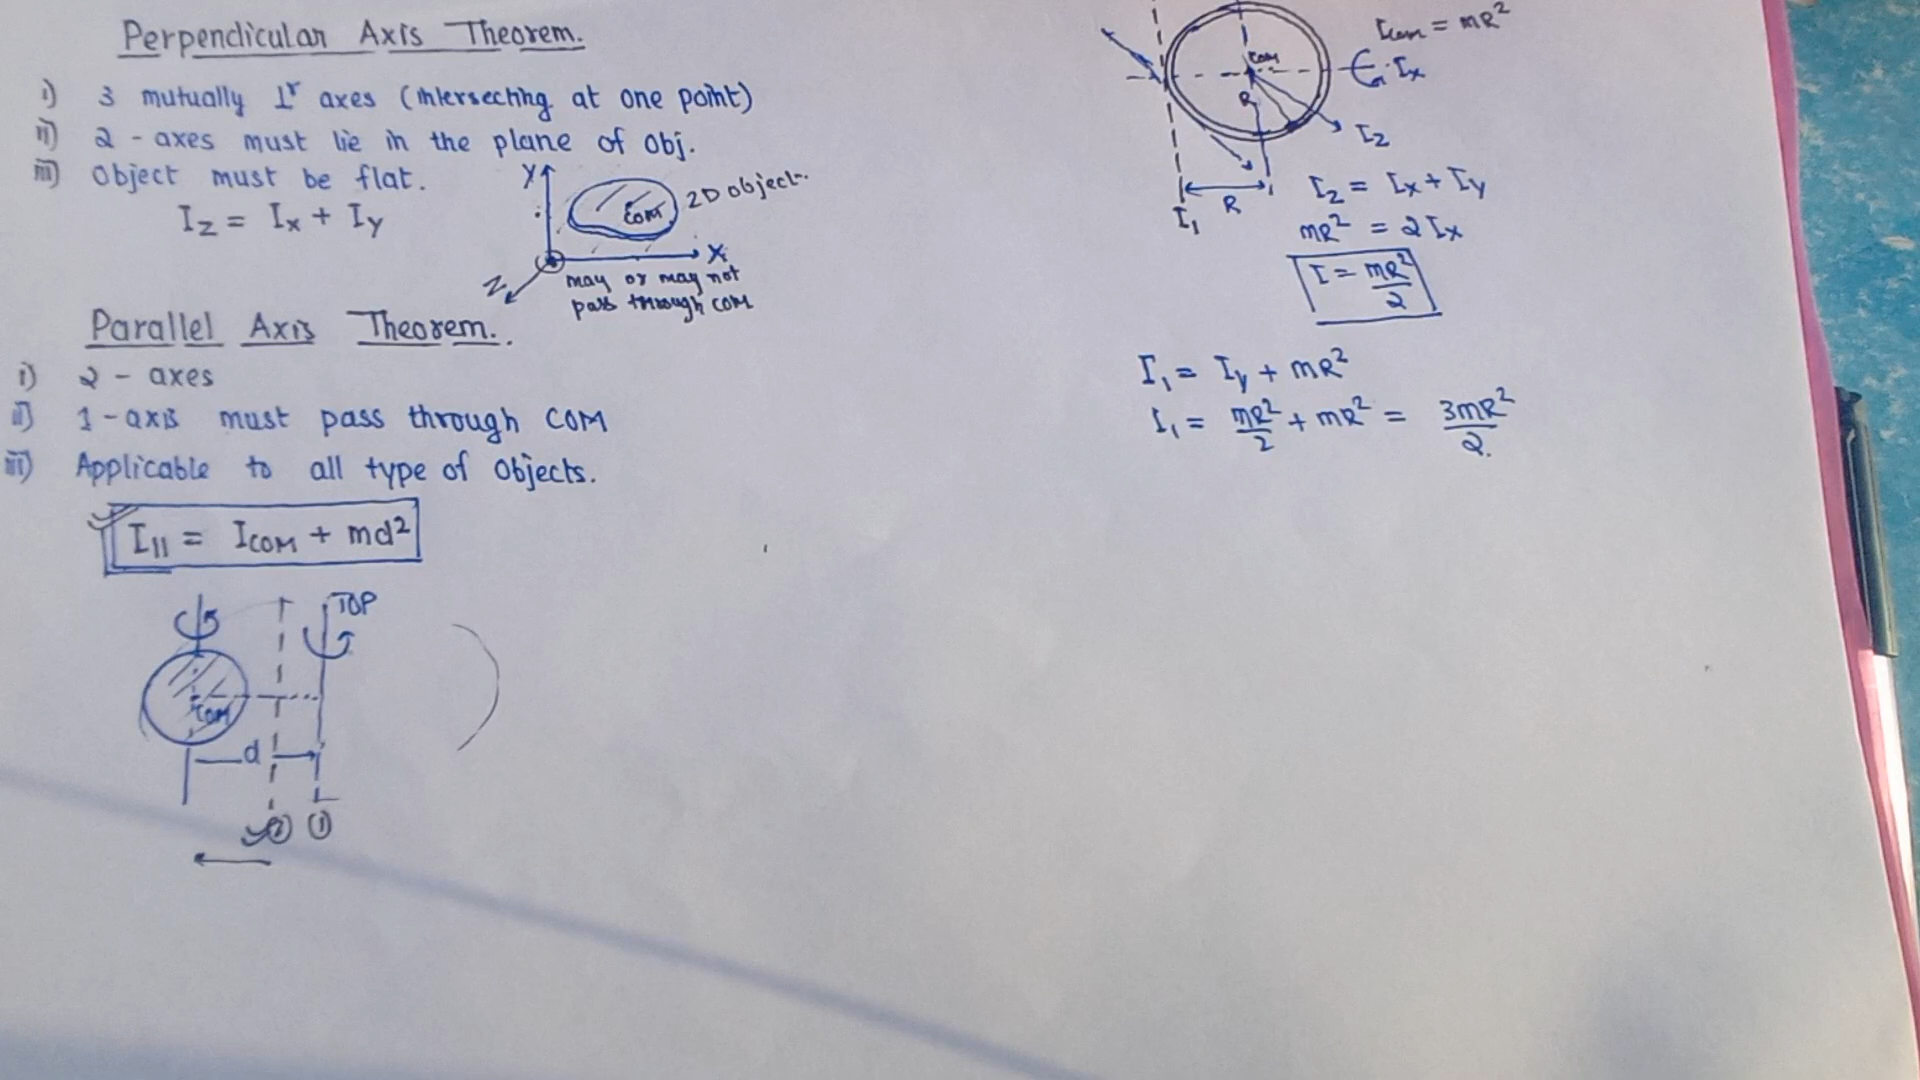 Perpendicular Axis Theorem.
i) 3 mutually ⊥r axes (intersecting at one point)
ii) 2 - axes must lie in the plane of obj.
iii) Object must be flat.
Iz = Ix + Iy
Y
COM
2D object
X
Z
may or may not
pass through COM
Parallel Axis Theorem.
i) 2 - axes
ii) 1 - axis must pass through COM
iii) Applicable to all type of Objects.
I11 = ICOM + md²
TOP
COM
d
② ①
Icom = mR²
COM
Ix
R
Iz
R
I1
Iz = Ix + Iy
mR² = 2Ix
I = mR²/2
I1 = Iy + mR²
I1 = mR²/2 + mR² = 3mR²/2.